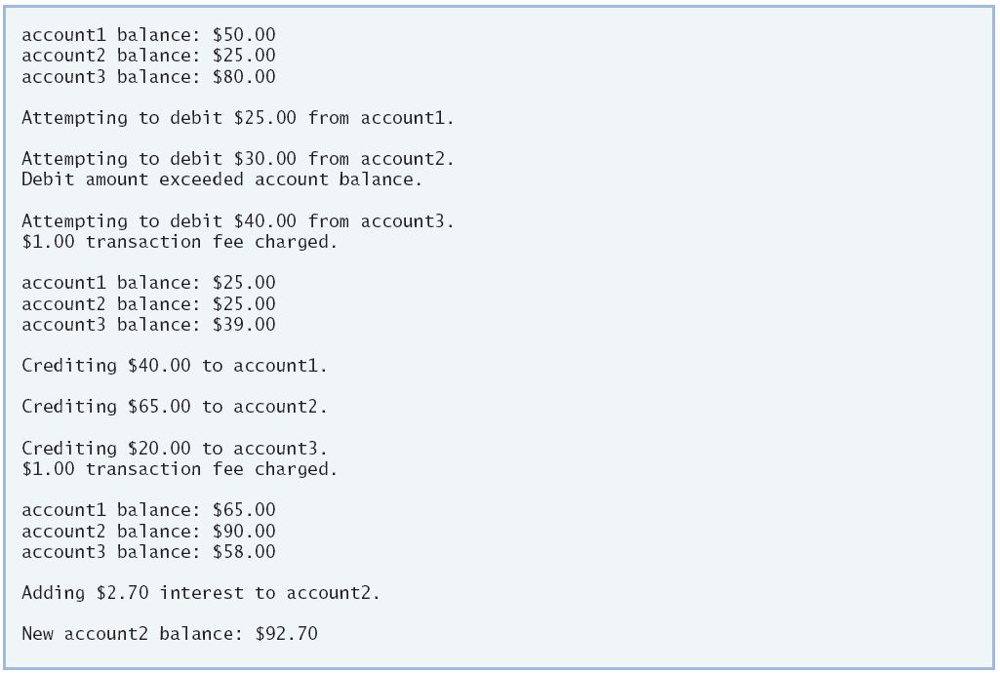 account1 balance: $50.00
account2 balance: $25.00
account3 balance: $80.00
Attempting to debit $25.00 from account1.
Attempting to debit $30.00 from account2.
Debit amount exceeded account balance.
Attempting to debit $40.00 from account3.
$1.00 transaction fee charged.
account1 balance: $25.00
account2 balance: $25.00
account3 balance: $39.00
Crediting $40.00 to account1.
Crediting $65.00 to account2.
Crediting $20.00 to account3.
$1.00 transaction fee charged.
account1 balance: $65.00
account2 balance: $90.00
account3 balance: $58.00
Adding $2.70 interest to account2.
New account2 balance: $92.70